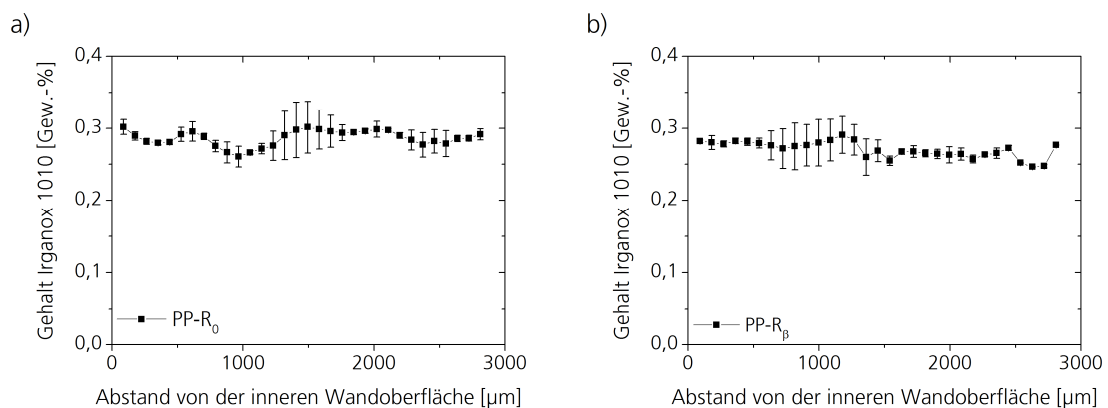 a)
Gehalt Irganox 1010 [Gew.-%]
0,4
0,3
0,2
0,1
0,0
PP-R₀
0 1000 2000 3000
Abstand von der inneren Wandoberfläche [µm]
b)
Gehalt Irganox 1010 [Gew.-%]
0,4
0,3
0,2
0,1
0,0
PP-Rᵦ
0 1000 2000 3000
Abstand von der inneren Wandoberfläche [µm]